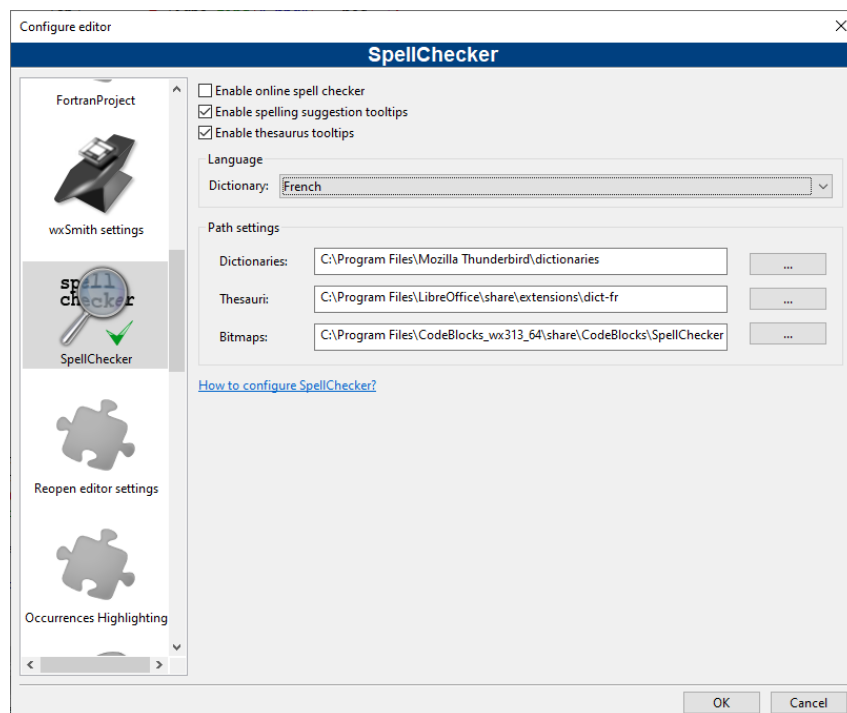 Configure editor
SpellChecker
FortranProject
wxSmith settings
spell
checker
SpellChecker
Reopen editor settings
Occurrences Highlighting
Enable online spell checker
Enable spelling suggestion tooltips
Enable thesaurus tooltips
Language
Dictionary: French
Path settings
Dictionaries: C:\Program Files\Mozilla Thunderbird\dictionaries ...
Thesauri: C:\Program Files\LibreOffice\share\extensions\dict-fr ...
Bitmaps: C:\Program Files\CodeBlocks_wx313_64\share\CodeBlocks\SpellChecker ...
How to configure SpellChecker?
OK Cancel